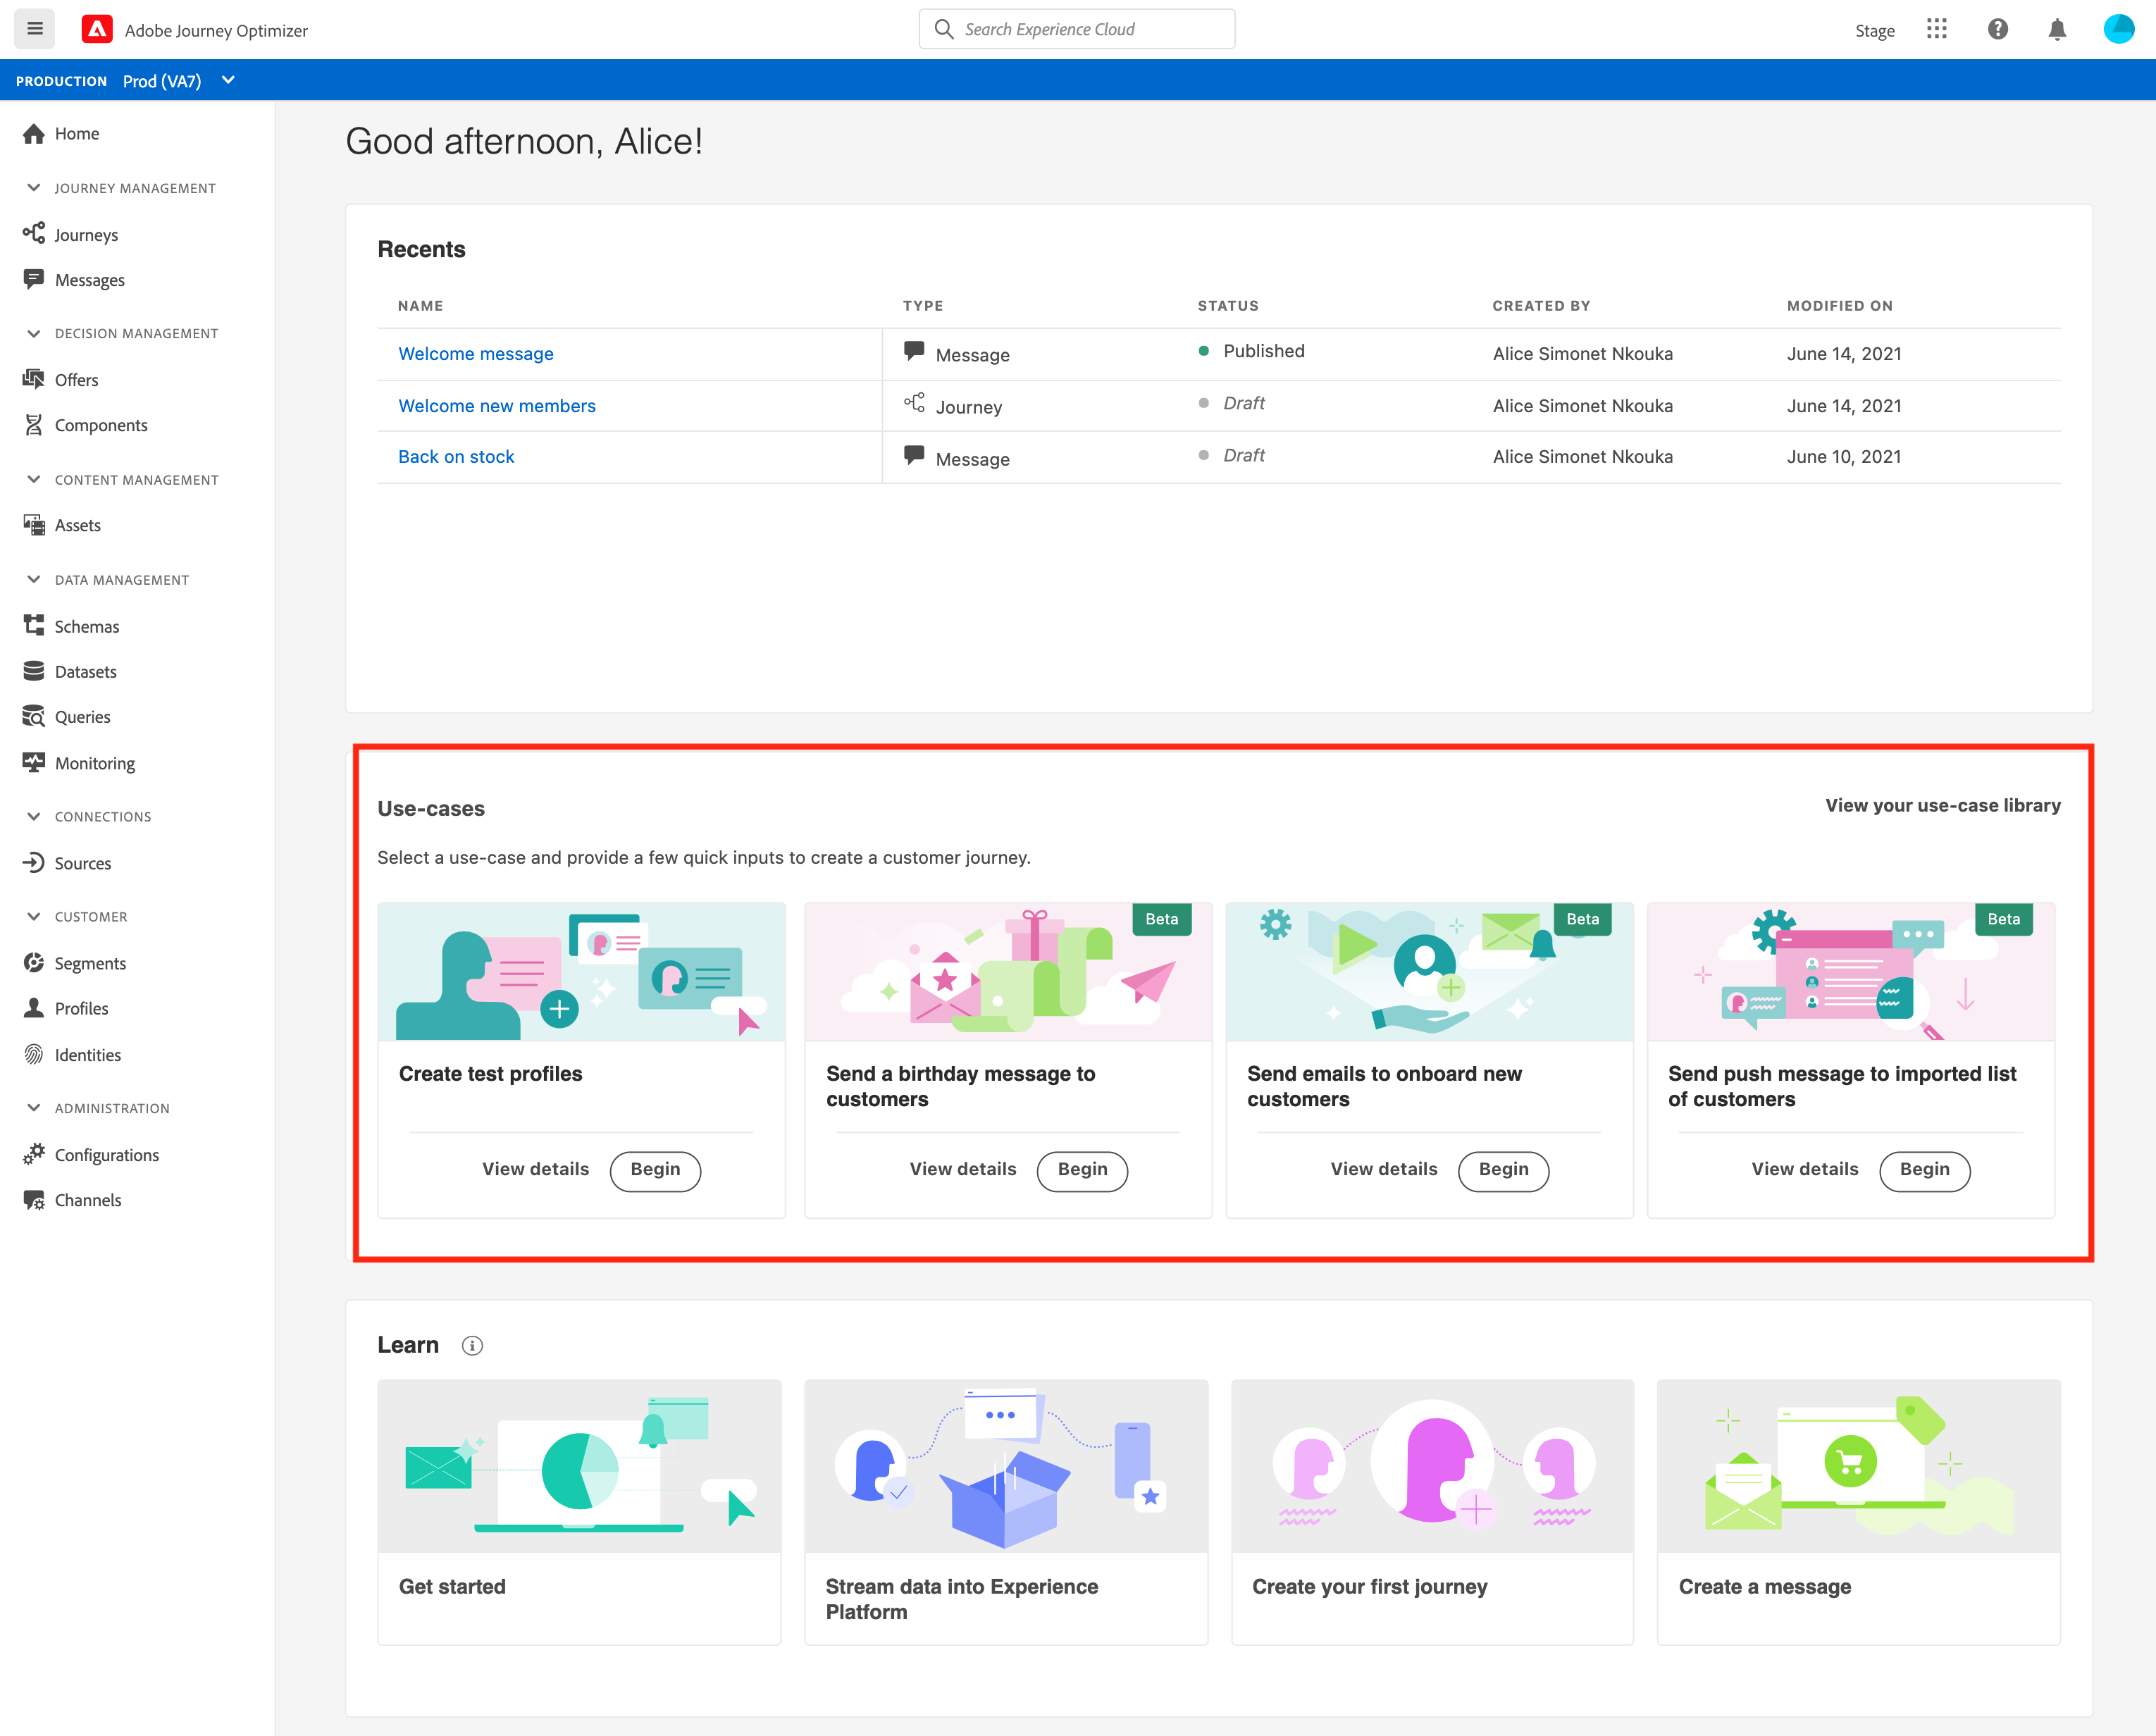 Adobe Journey Optimizer
Search Experience Cloud
Stage
PRODUCTION Prod (VA7)
Home
JOURNEY MANAGEMENT
Journeys
Messages
DECISION MANAGEMENT
Offers
Components
CONTENT MANAGEMENT
Assets
DATA MANAGEMENT
Schemas
Datasets
Queries
Monitoring
CONNECTIONS
Sources
CUSTOMER
Segments
Profiles
Identities
ADMINISTRATION
Configurations
Channels
Good afternoon, Alice!
Recents
NAME TYPE STATUS CREATED BY MODIFIED ON
Welcome message Message Published Alice Simonet Nkouka June 14, 2021
Welcome new members Journey Draft Alice Simonet Nkouka June 14, 2021
Back on stock Message Draft Alice Simonet Nkouka June 10, 2021
Use-cases
View your use-case library
Select a use-case and provide a few quick inputs to create a customer journey.
Create test profiles
View details Begin
Beta
Send a birthday message to
customers
View details Begin
Beta
Send emails to onboard new
customers
View details Begin
Beta
Send push message to imported list
of customers
View details Begin
Learn
Get started
Stream data into Experience
Platform
Create your first journey
Create a message